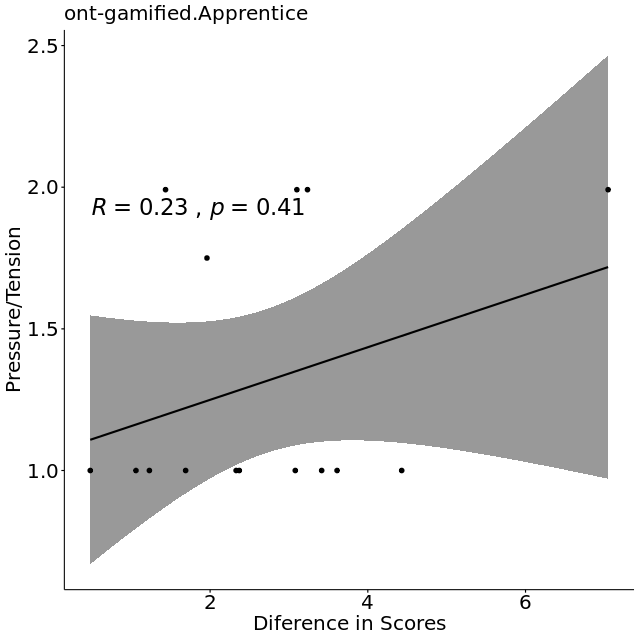 ont-gamified.Apprentice
2.5
2.0
R = 0.23 , p = 0.41
1.5
1.0
Pressure/Tension
2 4 6
Diference in Scores